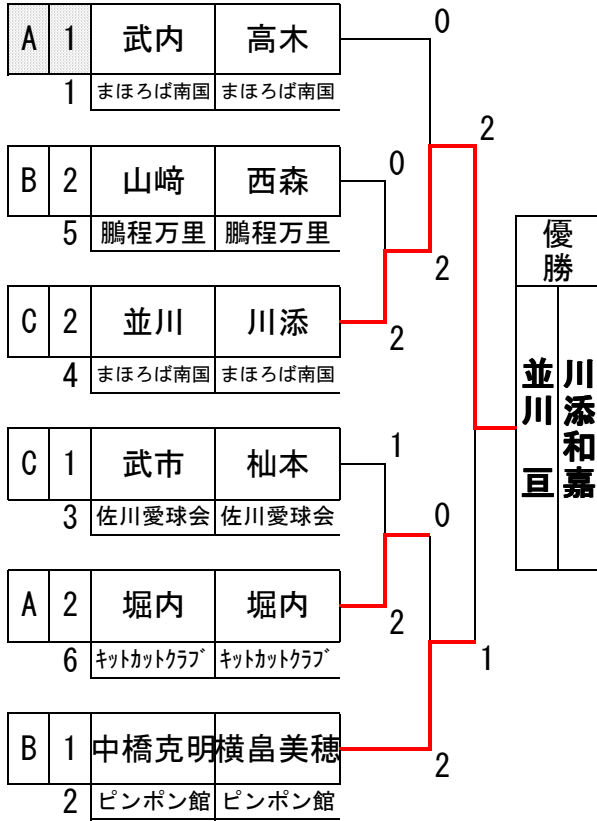 A 1 武内 高木
1 まほろば南国 まほろば南国
0
2
B 2 山﨑 西森
5 鵬程万里 鵬程万里
0
2
C 2 並川 川添
4 まほろば南国 まほろば南国
2
C 1 武市 杣本
3 佐川愛球会 佐川愛球会
1
0
A 2 堀内 堀内
6 ｷｯﾄｶｯﾄｸﾗﾌﾞ ｷｯﾄｶｯﾄｸﾗﾌﾞ
2
1
B 1 中橋克明 横畠美穂
2 ピンポン館 ピンポン館
2
優勝
川添和嘉
並川 亘